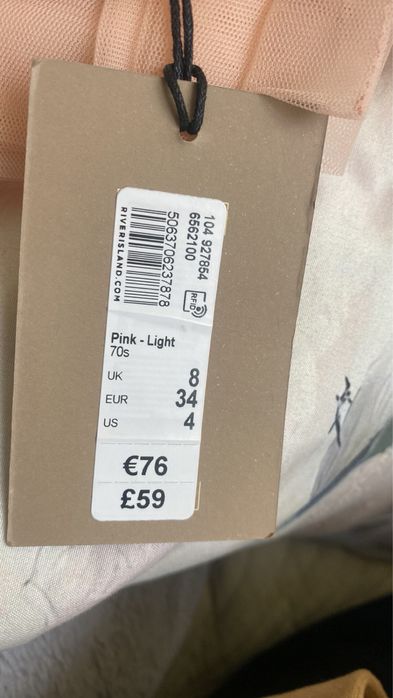 104 927854
6562100
5063706237878
RIVERISLAND.COM
RFID
Pink - Light
70s
UK 8
EUR 34
US 4
€76
£59